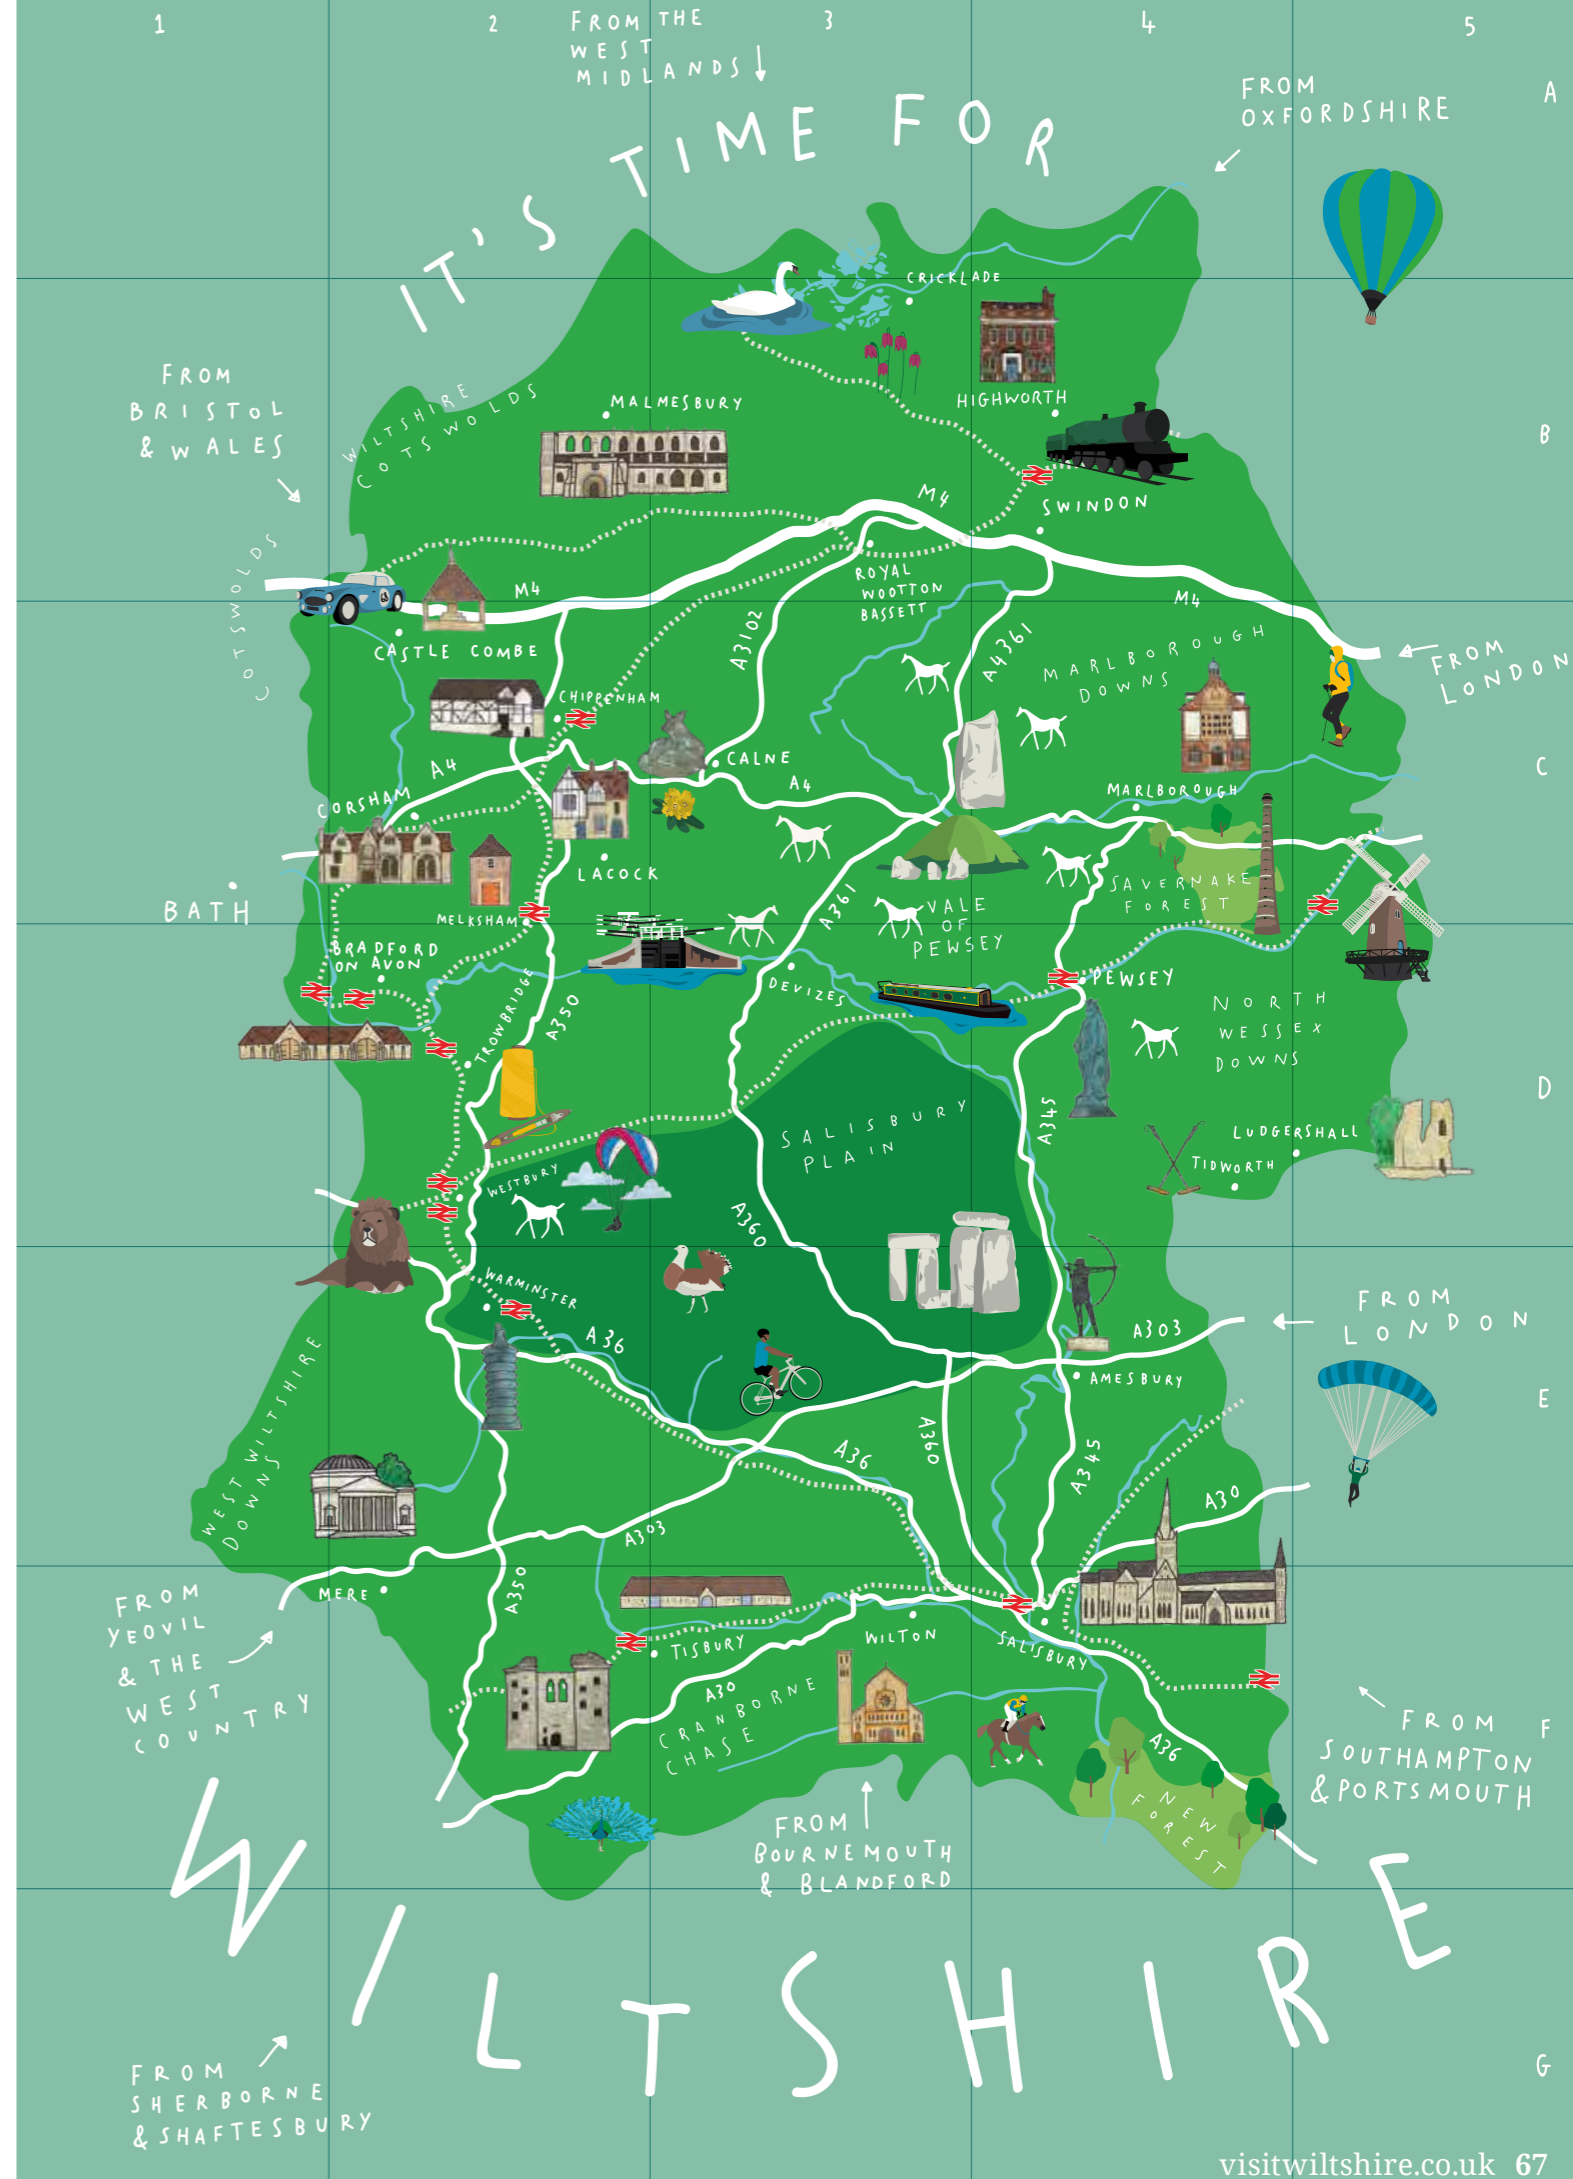 1 2 3 4 5
FROM THE
WEST
MIDLANDS
A
FROM
OXFORDSHIRE
IT'S TIME FOR
CRICKLADE
FROM
BRISTOL
& WALES
WILTSHIRE
COTSWOLDS
MALMESBURY
HIGHWORTH
B
M4
SWINDON
COTSWOLDS
ROYAL
WOOTTON
BASSETT
M4
M4
CASTLE COMBE
A3102
A4361
MARLBOROUGH
DOWNS
FROM
LONDON
CHIPPENHAM
CALNE
C
A4
A4
CORSHAM
MARLBOROUGH
LACOCK
BATH
MELKSHAM
A361
SAVERNAKE
FOREST
VALE
OF
PEWSEY
BRADFORD
ON AVON
DEVIZES
PEWSEY
TROWBRIDGE
A350
NORTH
WESSEX
DOWNS
D
SALISBURY
PLAIN
A345
LUDGERSHALL
TIDWORTH
WESTBURY
A360
WARMINSTER
A36
A303
FROM
LONDON
AMESBURY
E
WEST WILTSHIRE
DOWNS
A36
A360
A345
A30
A303
MERE
A350
FROM
YEOVIL
& THE
WEST
COUNTRY
TISBURY
WILTON
SALISBURY
A30
CRANBORNE
CHASE
A36
F
FROM
SOUTHAMPTON
& PORTSMOUTH
NEW
FOREST
FROM
BOURNEMOUTH
& BLANDFORD
WILTSHIRE
G
FROM
SHERBORNE
& SHAFTESBURY
visitwiltshire.co.uk 67